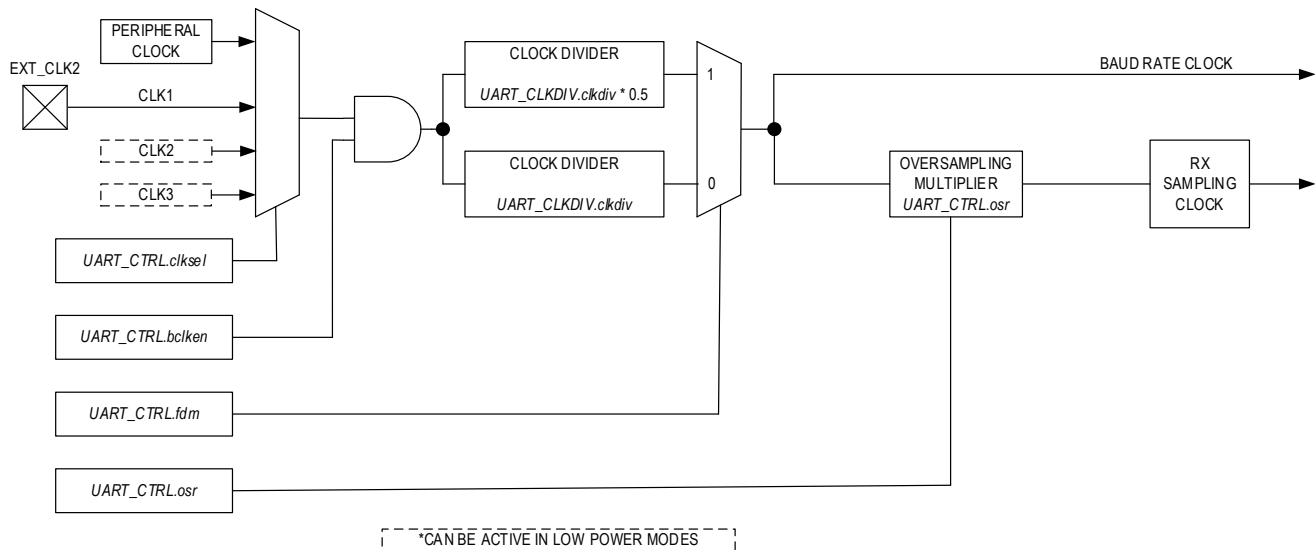 PERIPHERAL
CLOCK
EXT_CLK2
CLK1
CLK2
CLK3
UART_CTRL.clksel
UART_CTRL.bclken
UART_CTRL.fdm
UART_CTRL.osr
CLOCK DIVIDER
UART_CLKDIV.clkdiv * 0.5
CLOCK DIVIDER
UART_CLKDIV.clkdiv
1
0
BAUD RATE CLOCK
OVERSAMPLING
MULTIPLIER
UART_CTRL.osr
RX
SAMPLING
CLOCK
*CAN BE ACTIVE IN LOW POWER MODES